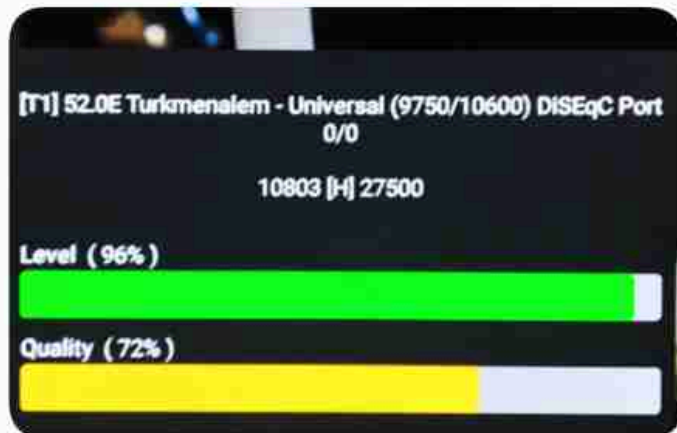 [T1] 52.0E Turkmenalem - Universal (9750/10600) DiSEqC Port
0/0
10803 [H] 27500
Level ( 96% )
Quality ( 72% )